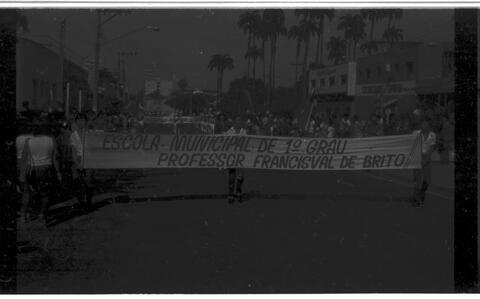 ESCOLA MUNICIPAL DE 1º GRAU
PROFESSOR FRANCISVAL DE BRITO